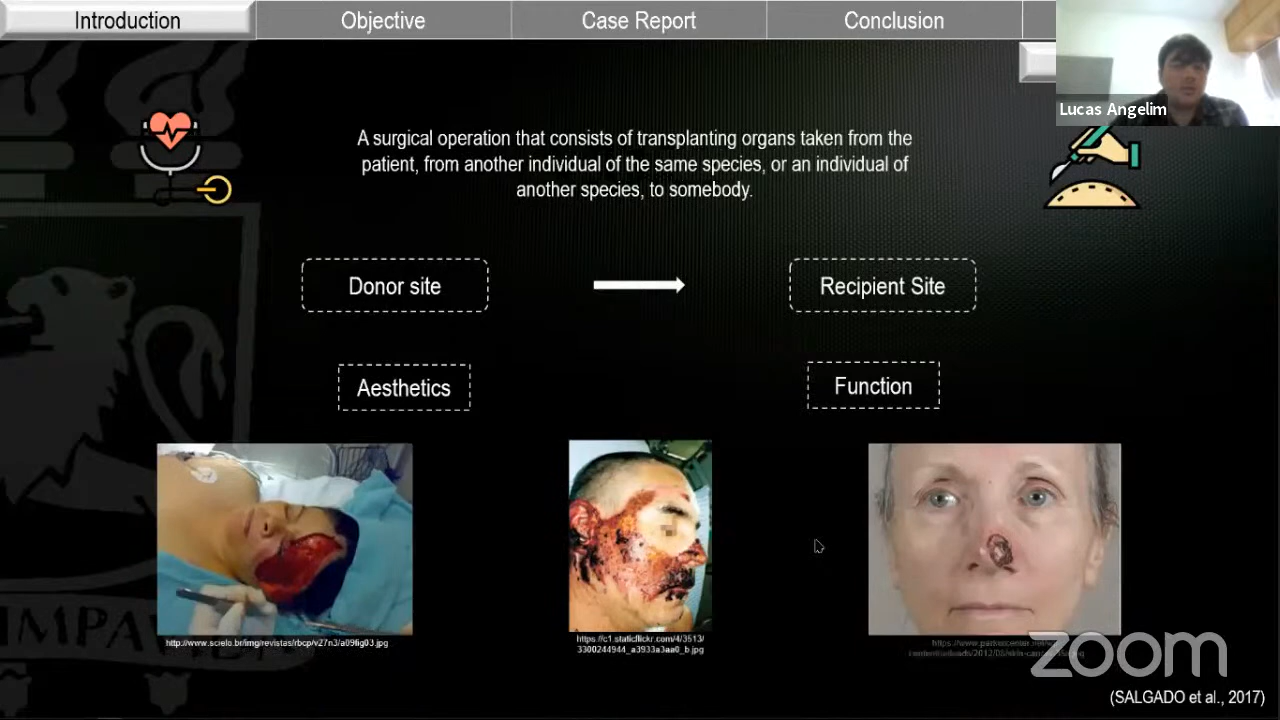 Introduction
Objective
Case Report
Conclusion
Lucas Angelim
A surgical operation that consists of transplanting organs taken from the
patient, from another individual of the same species, or an individual of
another species, to somebody.
Donor site
Recipient Site
Aesthetics
Function
http://www.scielo.br/img/revistas/rbcp/v27n3/a09fig03.jpg
https://c1.staticflickr.com/4/3513/
3300244944_a3933a3aa0_b.jpg
zoom
(SALGADO et al., 2017)